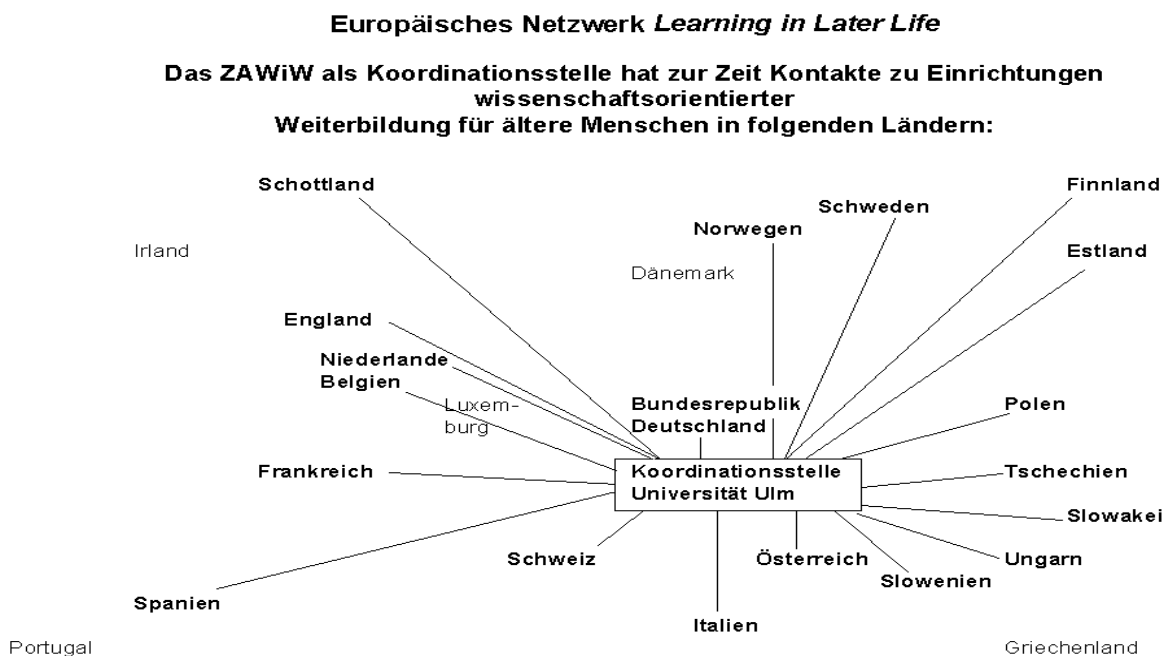 Europäisches Netzwerk Learning in Later Life
Das ZAWiW als Koordinationsstelle hat zur Zeit Kontakte zu Einrichtungen
wissenschaftsorientierter
Weiterbildung für ältere Menschen in folgenden Ländern:
Schottland
Finnland
Schweden
Norwegen
Irland
Estland
Dänemark
England
Niederlande
Belgien
Luxem-
burg
Bundesrepublik
Deutschland
Polen
Frankreich
Koordinationsstelle
Universität Ulm
Tschechien
Slowakei
Schweiz
Österreich
Ungarn
Slowenien
Spanien
Italien
Portugal
Griechenland